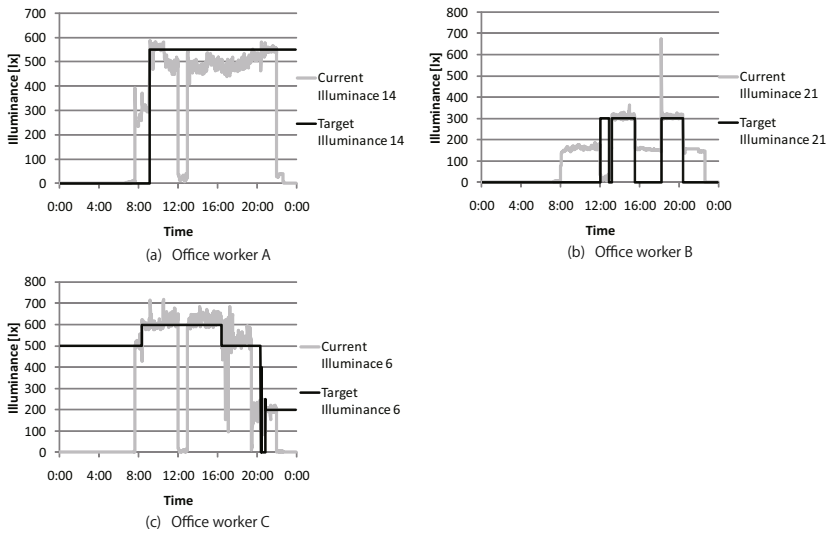 700
600
500
400
300
200
100
0
Illuminance [lx]
0:00 4:00 8:00 12:00 16:00 20:00 0:00
Time
Current
Illuminace 14
Target
Illuminance 14
(a) Office worker A
800
700
600
500
400
300
200
100
0
Illuminance [lx]
0:00 4:00 8:00 12:00 16:00 20:00 0:00
Time
Current
Illuminace 21
Target
Illuminance 21
(b) Office worker B
800
700
600
500
400
300
200
100
0
Illuminance [lx]
0:00 4:00 8:00 12:00 16:00 20:00 0:00
Time
Current
Illuminace 6
Target
Illuminance 6
(c) Office worker C